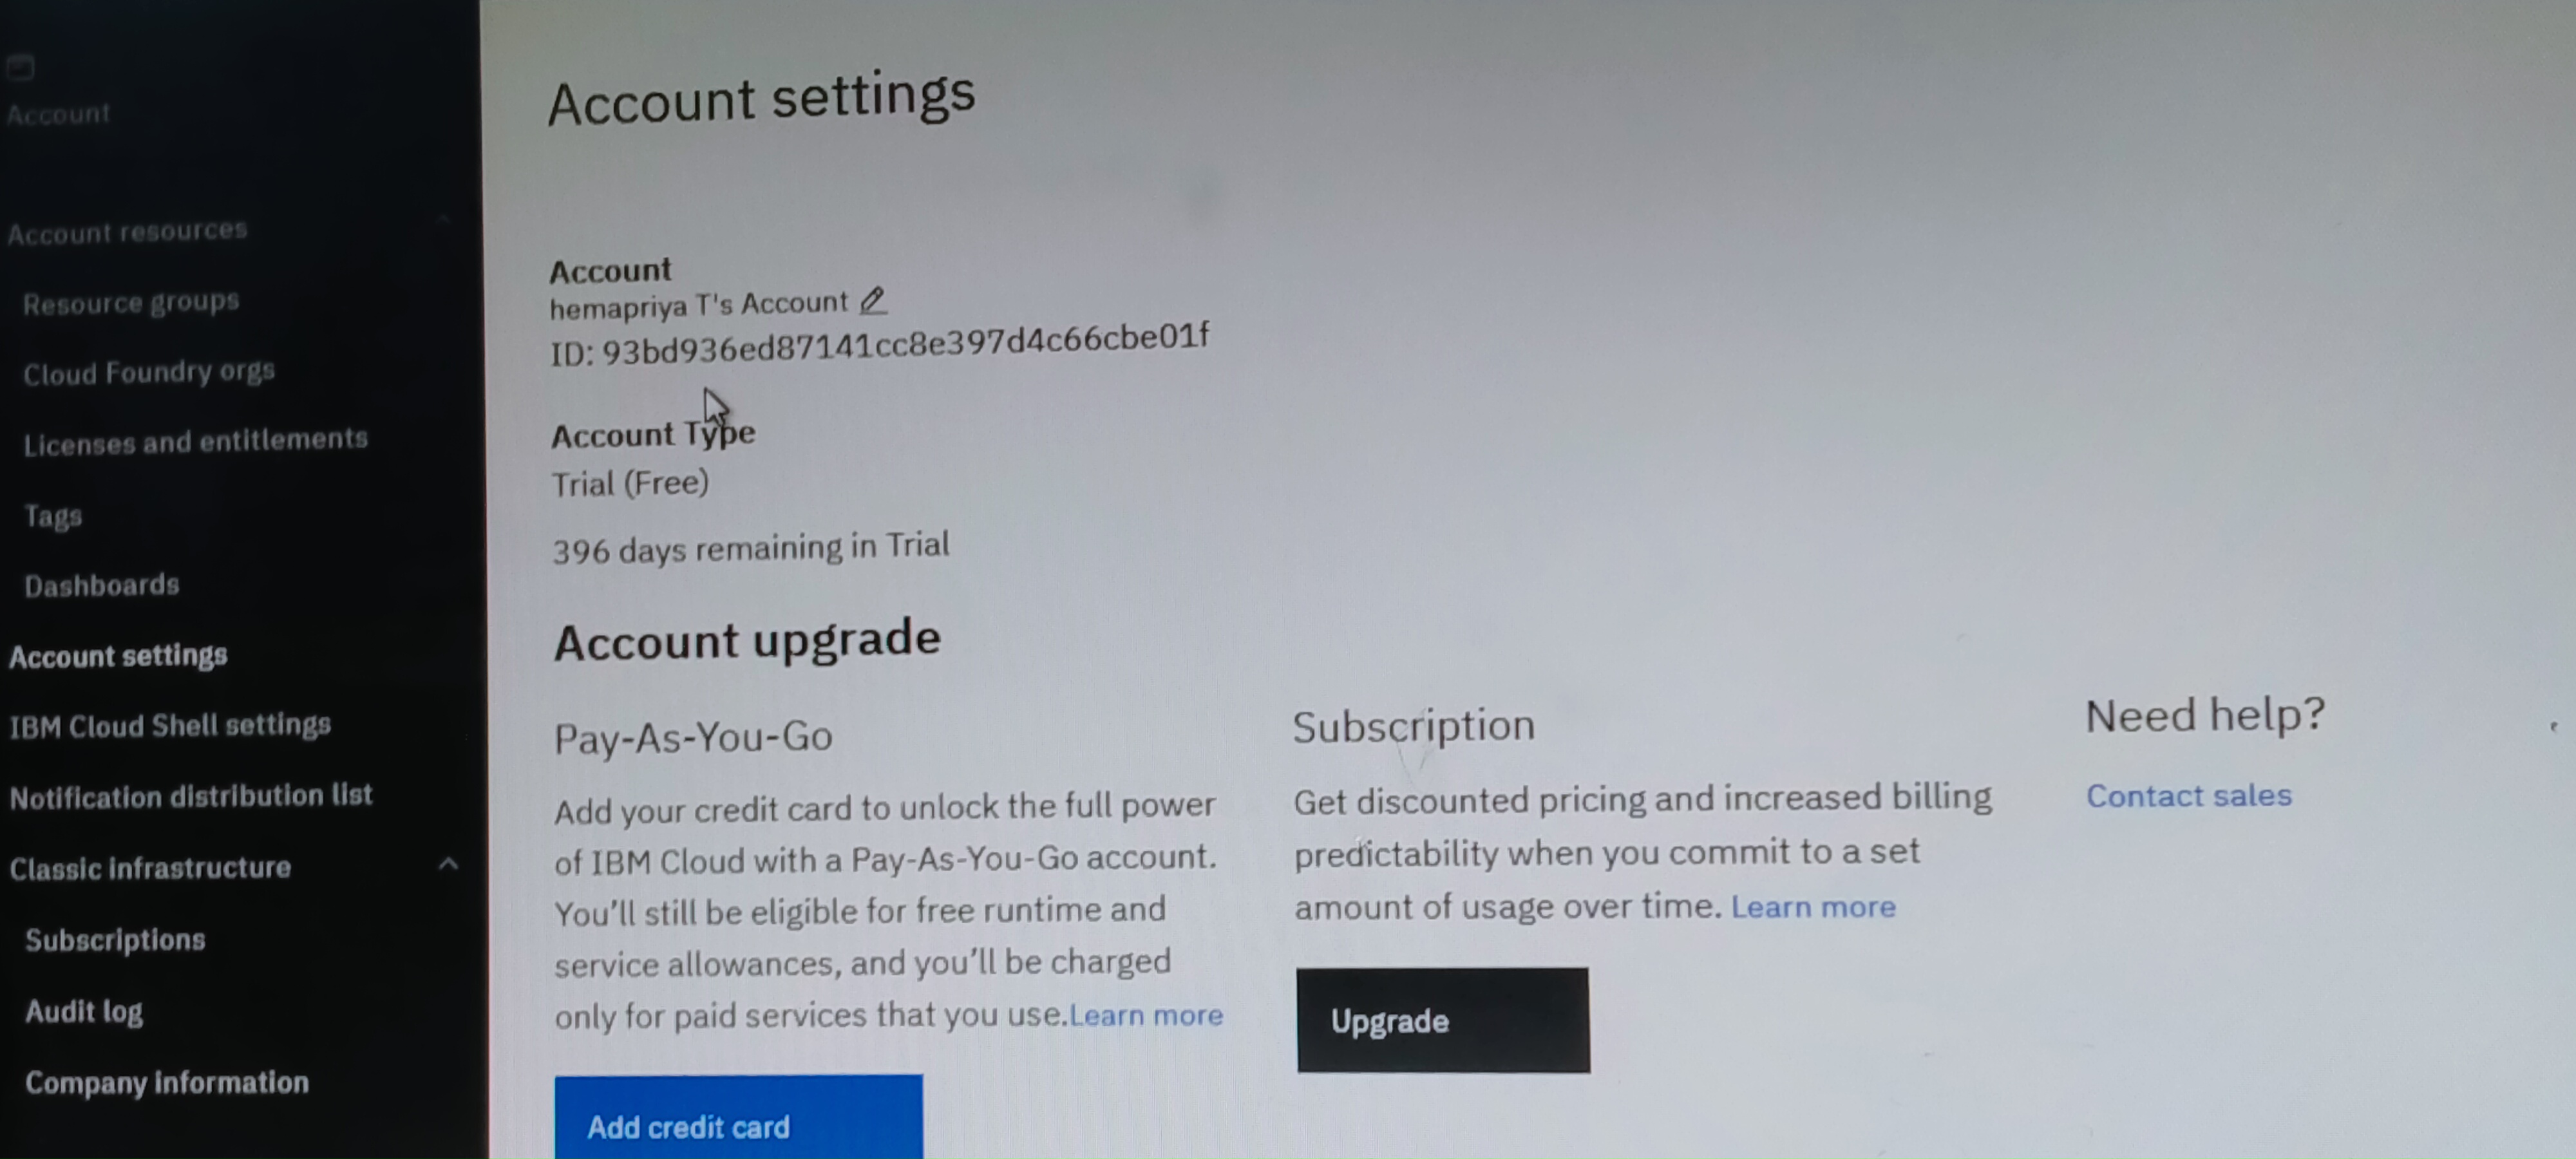 Account
Account resources
Resource groups
Cloud Foundry orgs
Licenses and entitlements
Tags
Dashboards
Account settings
IBM Cloud Shell settings
Notification distribution list
Classic infrastructure
Subscriptions
Audit log
Company information
Account settings
Account
hemapriya T's Account
ID: 93bd936ed87141cc8e397d4c66cbe01f
Account Type
Trial (Free)
396 days remaining in Trial
Account upgrade
Pay-As-You-Go
Add your credit card to unlock the full power
of IBM Cloud with a Pay-As-You-Go account.
You'll still be eligible for free runtime and
service allowances, and you'll be charged
only for paid services that you use.Learn more
Add credit card
Subscription
Get discounted pricing and increased billing
predictability when you commit to a set
amount of usage over time. Learn more
Upgrade
Need help?
Contact sales